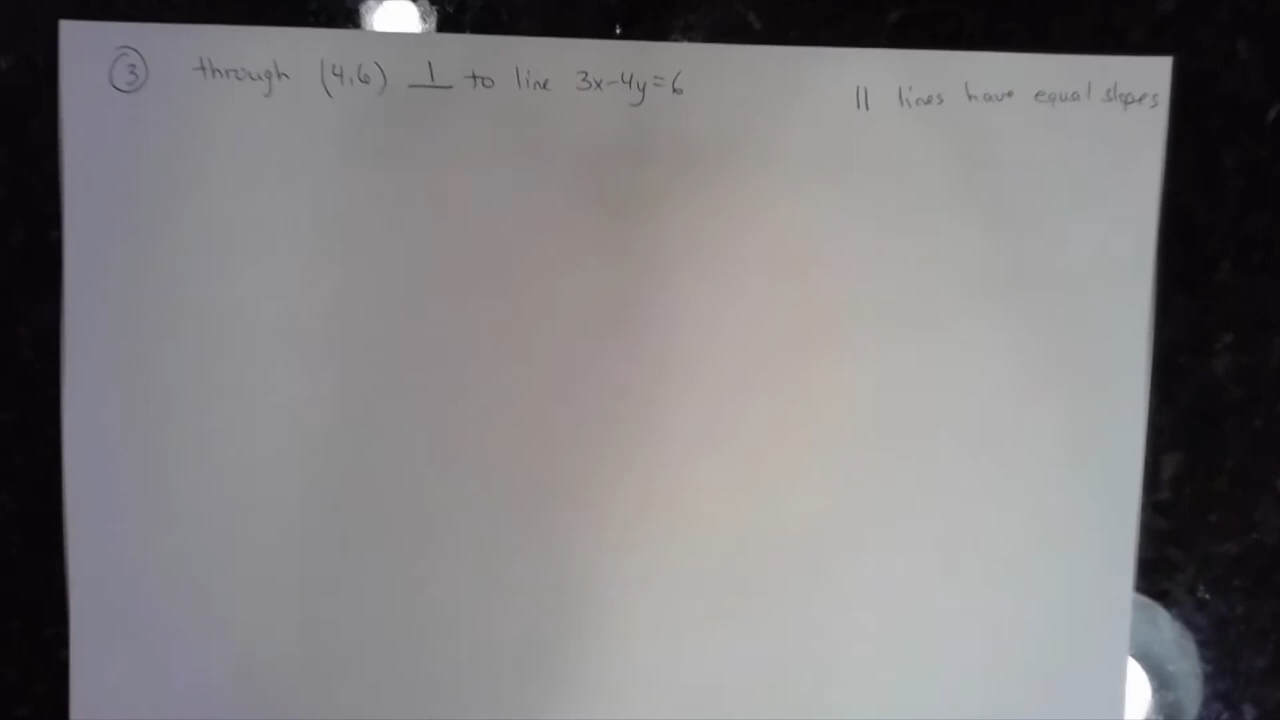 ③ through (4,6) ⊥ to line 3x-4y=6
|| lines have equal slopes